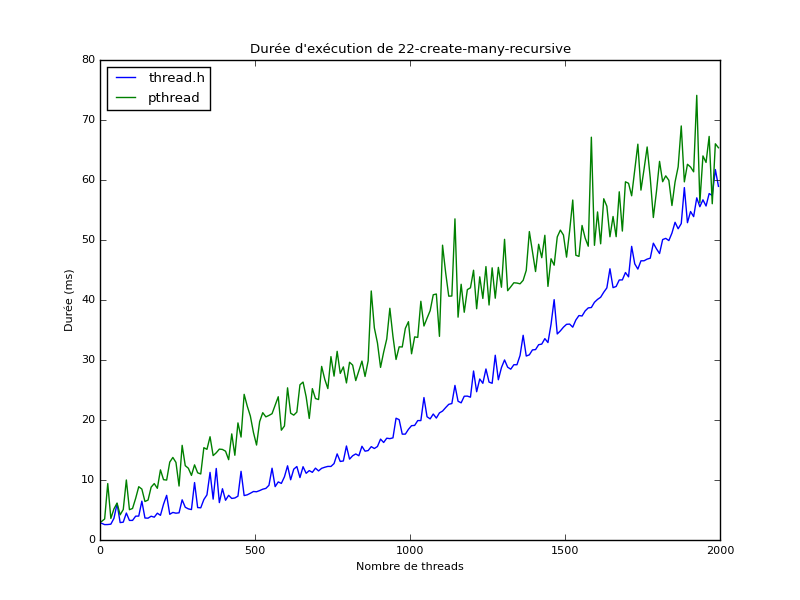 Durée d'exécution de 22-create-many-recursive
80
70
60
50
40
30
20
10
0
Durée (ms)
thread.h
pthread
0 500 1000 1500 2000
Nombre de threads